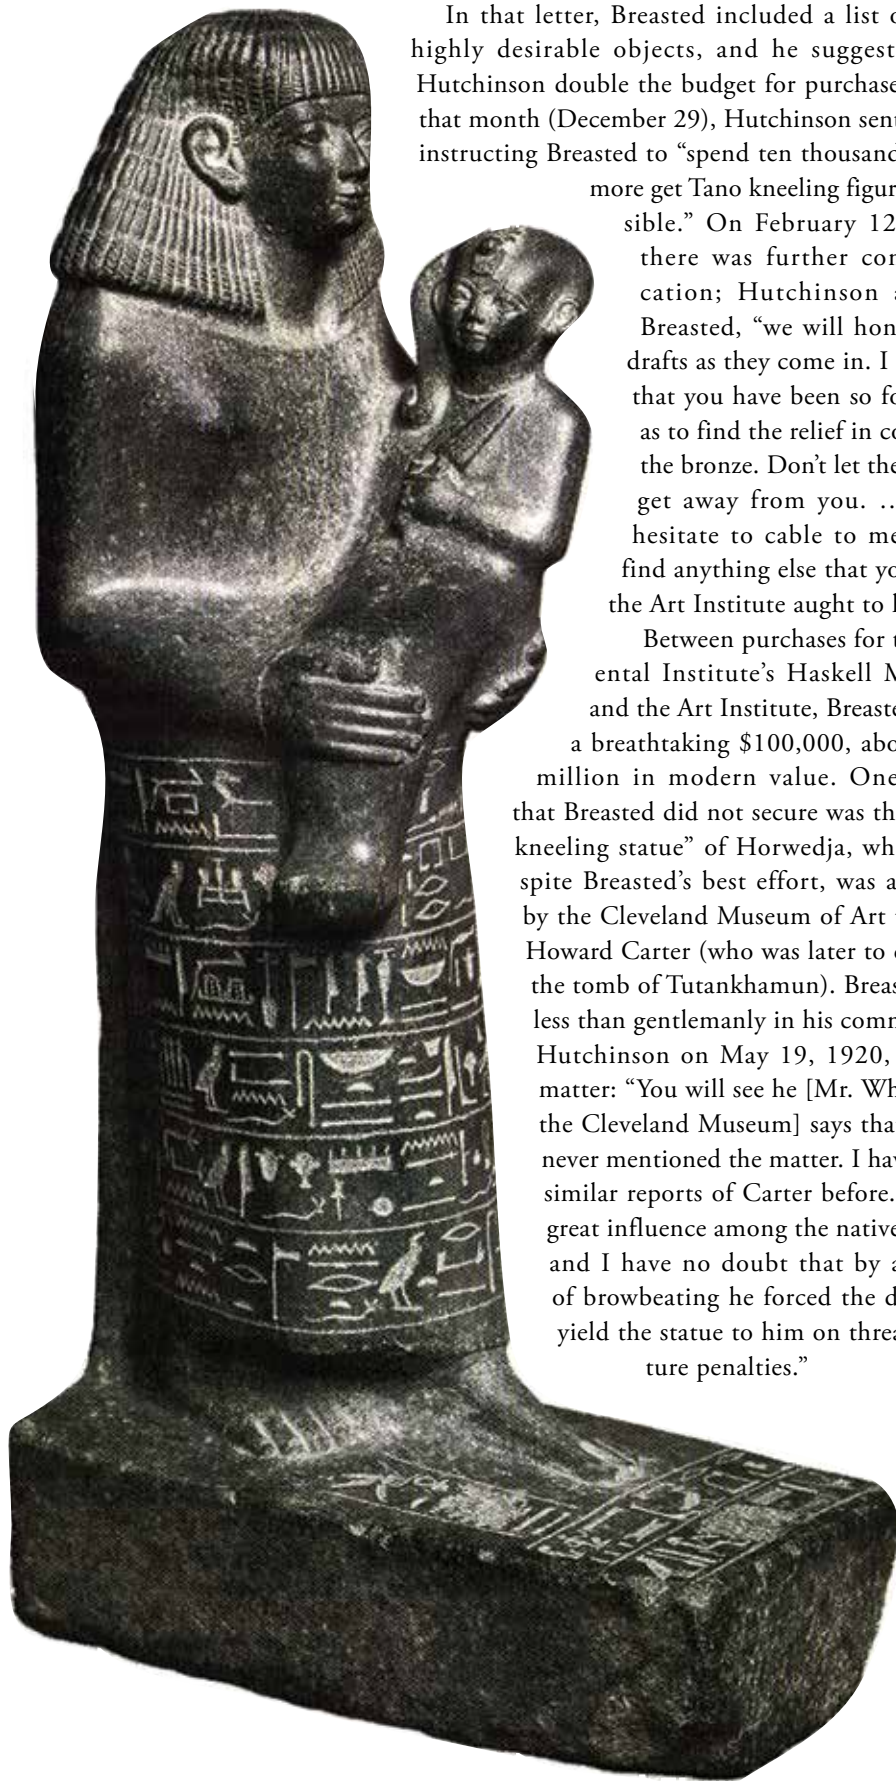 In that letter, Breasted included a list o
highly desirable objects, and he suggest
Hutchinson double the budget for purchase
that month (December 29), Hutchinson sent
instructing Breasted to “spend ten thousand
more get Tano kneeling figur
sible.” On February 12
there was further con
cation; Hutchinson a
Breasted, “we will hon
drafts as they come in. I
that you have been so fo
as to find the relief in co
the bronze. Don’t let the
get away from you. …
hesitate to cable to me
find anything else that yo
the Art Institute aught to h
Between purchases for t
ental Institute’s Haskell M
and the Art Institute, Breaste
a breathtaking $100,000, abo
million in modern value. One
that Breasted did not secure was th
kneeling statue” of Horwedja, wh
spite Breasted’s best effort, was a
by the Cleveland Museum of Art t
Howard Carter (who was later to d
the tomb of Tutankhamun). Breas
less than gentlemanly in his comm
Hutchinson on May 19, 1920,
matter: “You will see he [Mr. Wh
the Cleveland Museum] says tha
never mentioned the matter. I hav
similar reports of Carter before.
great influence among the native
and I have no doubt that by a
of browbeating he forced the d
yield the statue to him on threa
ture penalties.”